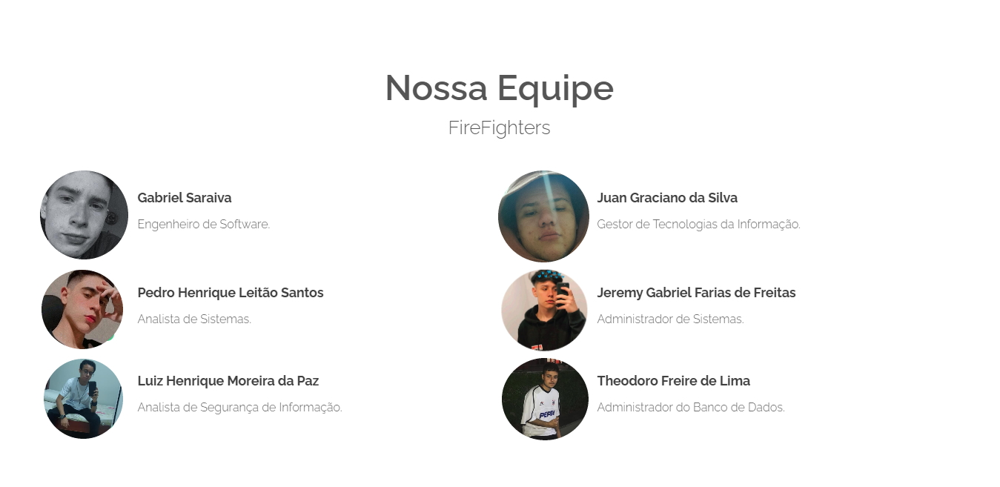 Nossa Equipe
FireFighters
Gabriel Saraiva
Engenheiro de Software.
Juan Graciano da Silva
Gestor de Tecnologias da Informação.
Pedro Henrique Leitão Santos
Analista de Sistemas.
Jeremy Gabriel Farias de Freitas
Administrador de Sistemas.
Luiz Henrique Moreira da Paz
Analista de Segurança de Informação.
Theodoro Freire de Lima
Administrador do Banco de Dados.
PEPSI